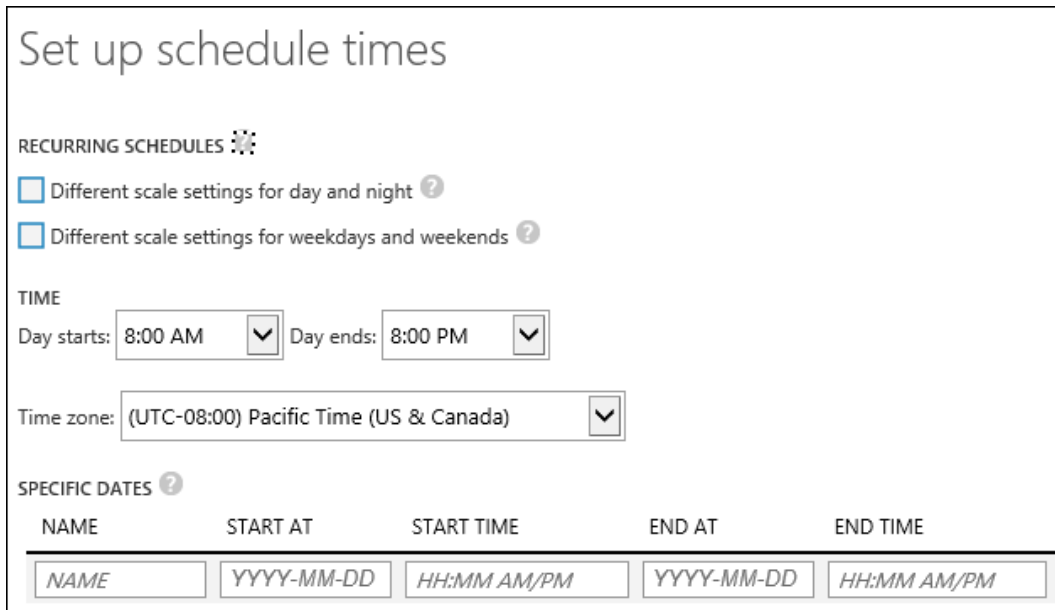 Set up schedule times
RECURRING SCHEDULES ?
Different scale settings for day and night ?
Different scale settings for weekdays and weekends ?
TIME
Day starts: 8:00 AM Day ends: 8:00 PM
Time zone: (UTC-08:00) Pacific Time (US & Canada)
SPECIFIC DATES ?
NAME START AT START TIME END AT END TIME
NAME YYYY-MM-DD HH:MM AM/PM YYYY-MM-DD HH:MM AM/PM